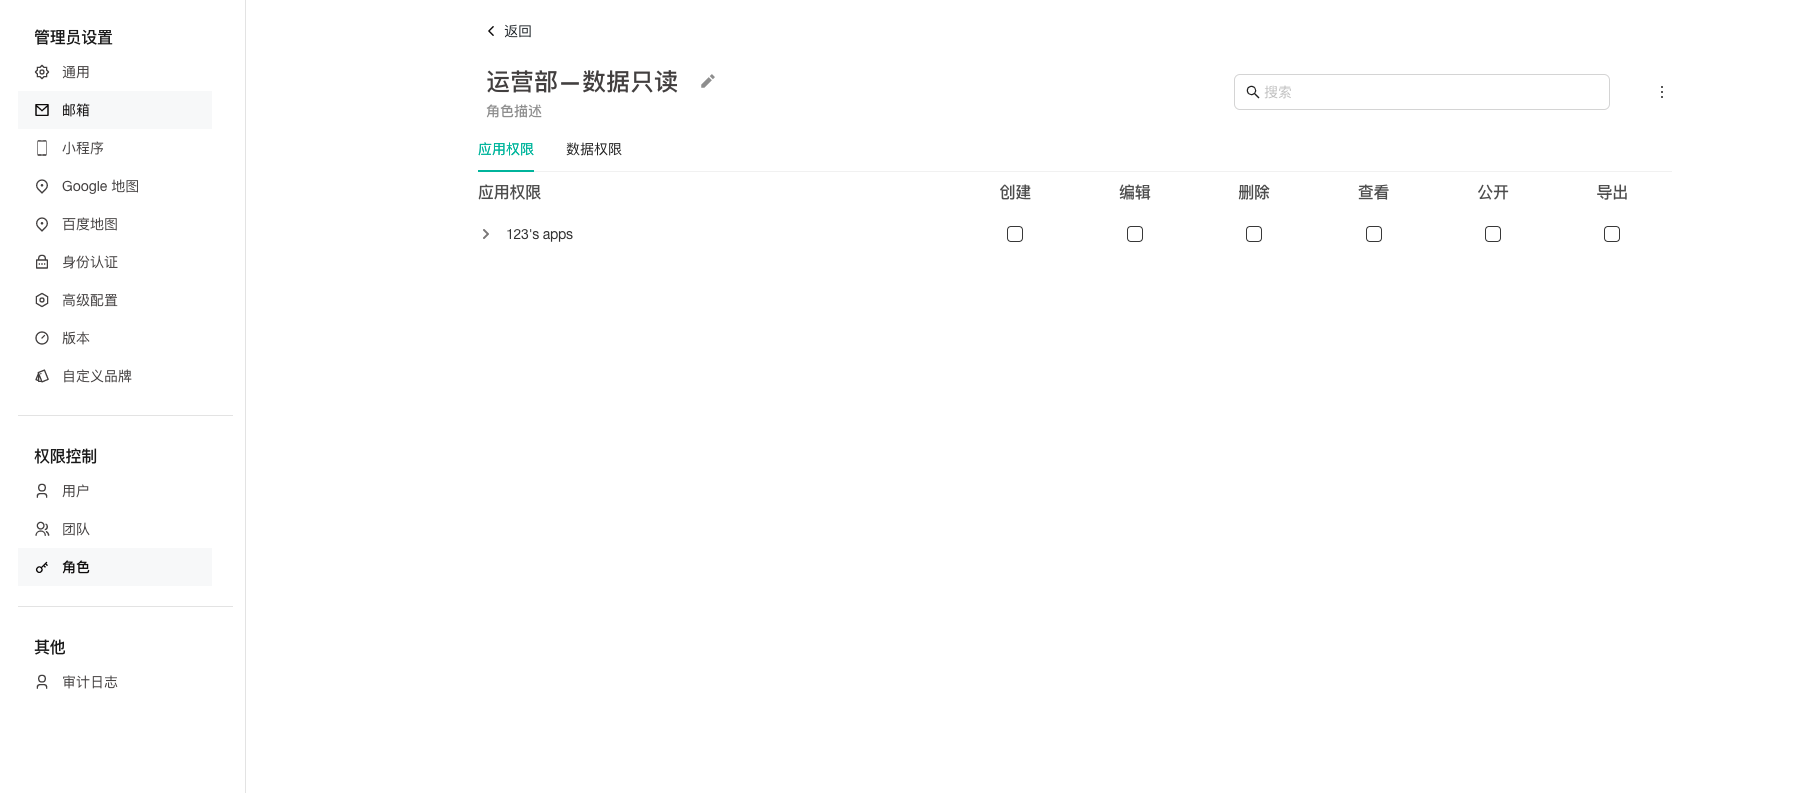 管理员设置
通用
邮箱
小程序
Google 地图
百度地图
身份认证
高级配置
版本
自定义品牌
权限控制
用户
团队
角色
其他
审计日志
返回
运营部—数据只读
角色描述
搜索
应用权限 数据权限
应用权限 创建 编辑 删除 查看 公开 导出
123's apps